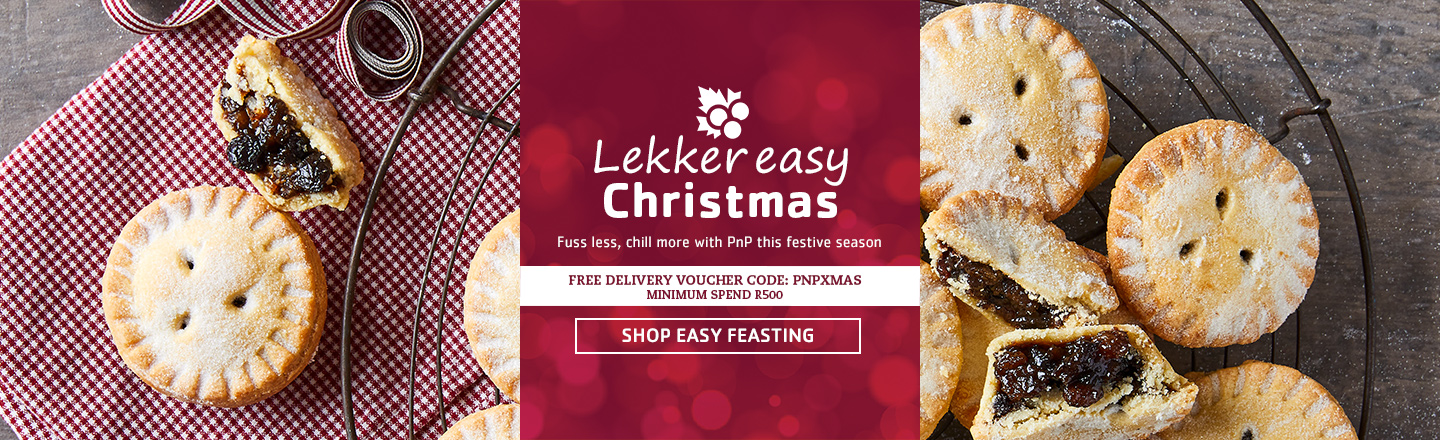 Lekker easy
Christmas
Fuss less, chill more with PnP this festive season
FREE DELIVERY VOUCHER CODE: PNPXMAS
MINIMUM SPEND R500
SHOP EASY FEASTING